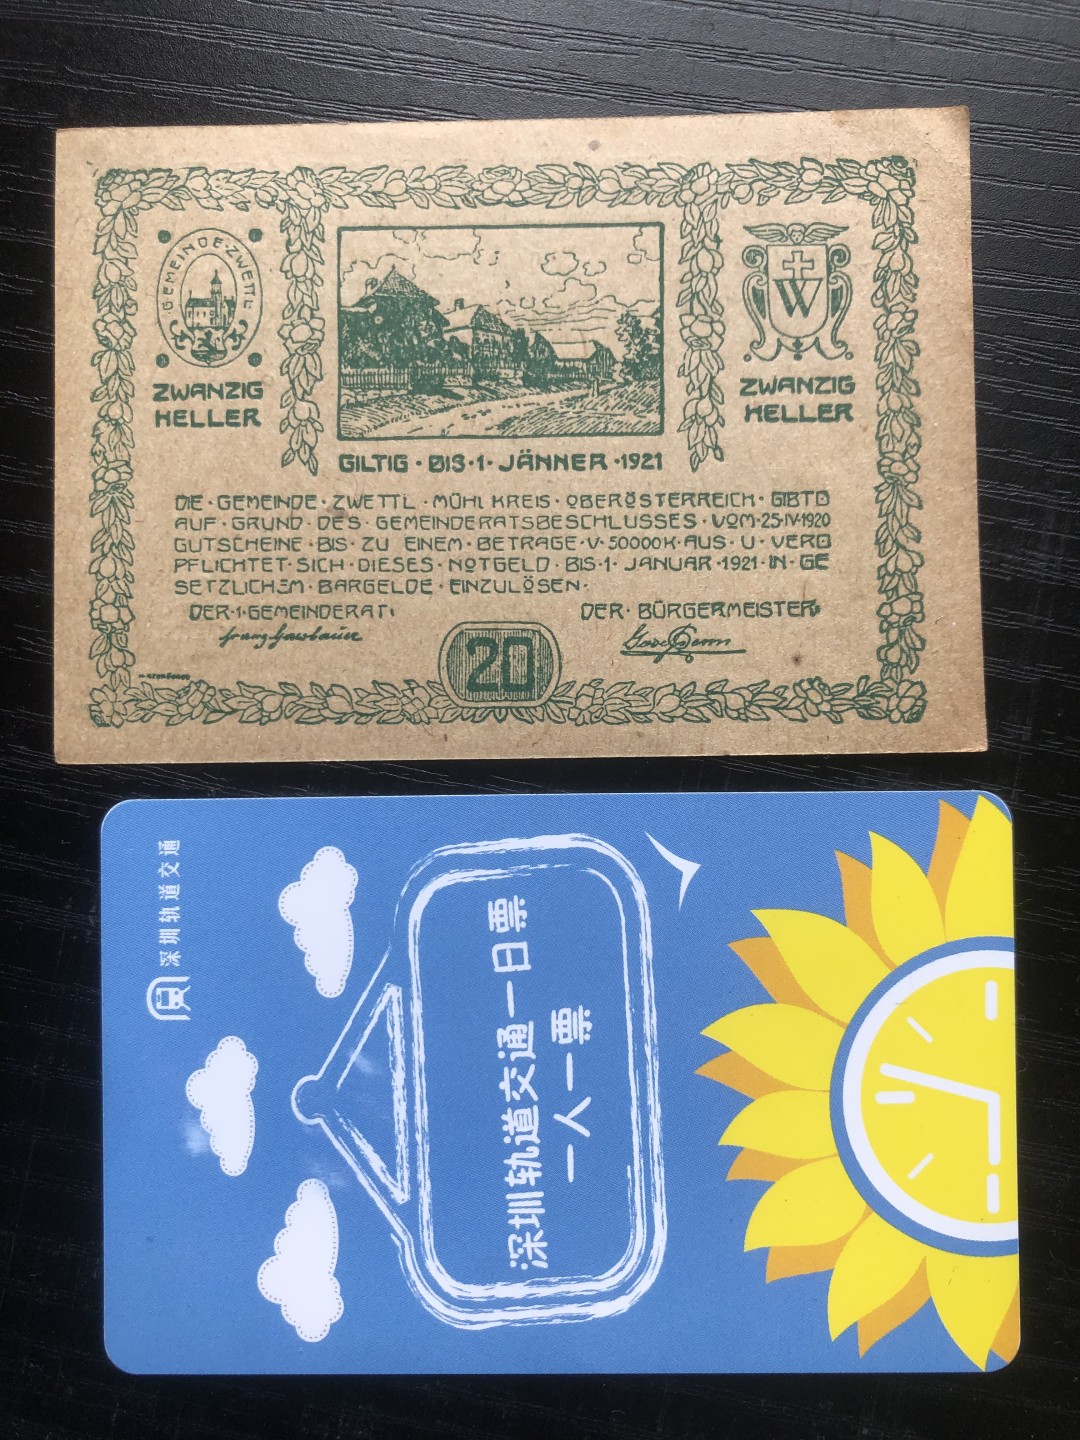 GEMEINDE·ZWETTL
W
ZWANZIG
HELLER
ZWANZIG
HELLER
GILTIG·BIS·1·JÄNNER·1921
DIE·GEMEINDE·ZWETTL·MÜHLKREIS·OBERÖSTERREICH·GIBTD
AUF·GRUND·DES·GEMEINDERATSBESCHLUSSES·VOM·25·IV·1920
GUTSCHEINE·BIS·ZU·EINEM·BETRAGE·V·50000K·AUS·U·VERD
PFLICHTET·SICH·DIESES·NOTGELD·BIS·1·JANUAR·1921·IN·GE
SETZLICHEM·BARGELDE·EINZULÖSEN·
DER·1·GEMEINDERAT:
DER·BÜRGERMEISTER:
20
深圳轨道交通
深圳轨道交通一日票
一人一票